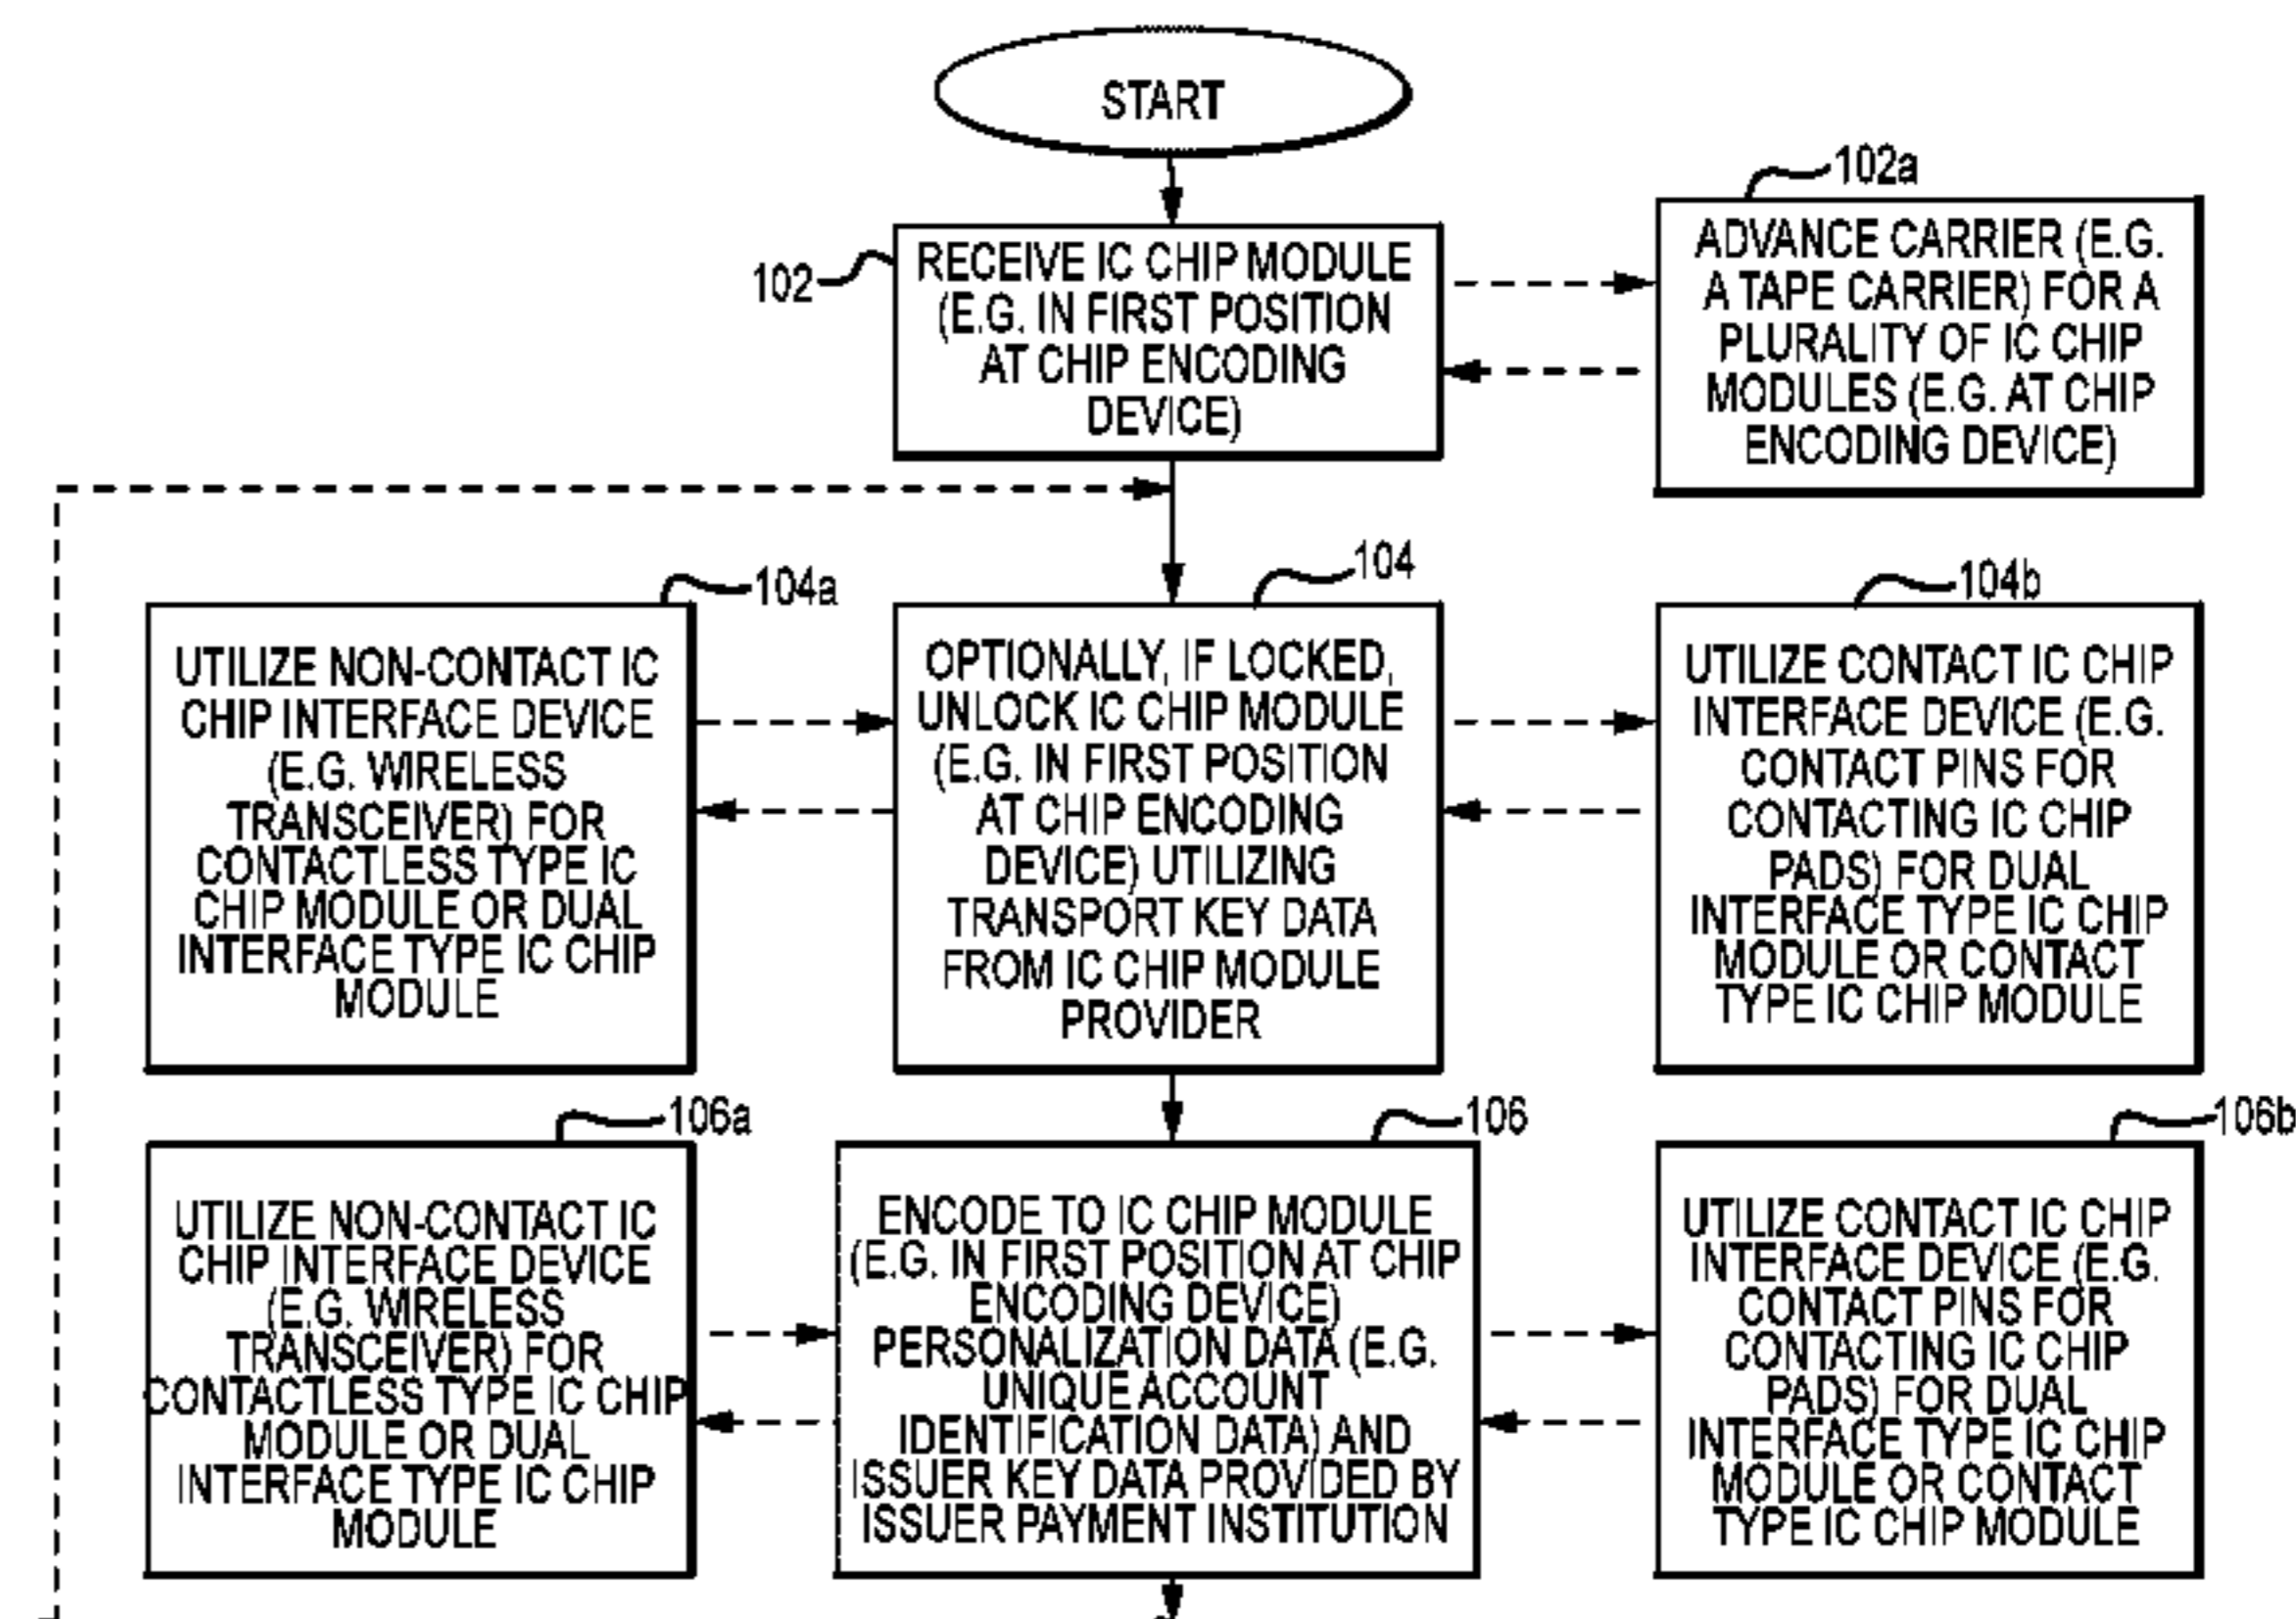 START
102
RECEIVE IC CHIP MODULE
(E.G. IN FIRST POSITION
AT CHIP ENCODING
DEVICE)
102a
ADVANCE CARRIER (E.G.
A TAPE CARRIER) FOR A
PLURALITY OF IC CHIP
MODULES (E.G. AT CHIP
ENCODING DEVICE)
104a
UTILIZE NON-CONTACT IC
CHIP INTERFACE DEVICE
(E.G. WIRELESS
TRANSCEIVER) FOR
CONTACTLESS TYPE IC
CHIP MODULE OR DUAL
INTERFACE TYPE IC CHIP
MODULE
104
OPTIONALLY, IF LOCKED,
UNLOCK IC CHIP MODULE
(E.G. IN FIRST POSITION
AT CHIP ENCODING
DEVICE) UTILIZING
TRANSPORT KEY DATA
FROM IC CHIP MODULE
PROVIDER
104b
UTILIZE CONTACT IC CHIP
INTERFACE DEVICE (E.G.
CONTACT PINS FOR
CONTACTING IC CHIP
PADS) FOR DUAL
INTERFACE TYPE IC CHIP
MODULE OR CONTACT
TYPE IC CHIP MODULE
106a
UTILIZE NON-CONTACT IC
CHIP INTERFACE DEVICE
(E.G. WIRELESS
TRANSCEIVER) FOR
CONTACTLESS TYPE IC CHIP
MODULE OR DUAL
INTERFACE TYPE IC CHIP
MODULE
106
ENCODE TO IC CHIP MODULE
(E.G. IN FIRST POSITION AT CHIP
ENCODING DEVICE)
PERSONALIZATION DATA (E.G.
UNIQUE ACCOUNT
IDENTIFICATION DATA) AND
ISSUER KEY DATA PROVIDED BY
ISSUER PAYMENT INSTITUTION
106b
UTILIZE CONTACT IC CHIP
INTERFACE DEVICE (E.G.
CONTACT PINS FOR
CONTACTING IC CHIP
PADS) FOR DUAL
INTERFACE TYPE IC CHIP
MODULE OR CONTACT
TYPE IC CHIP MODULE